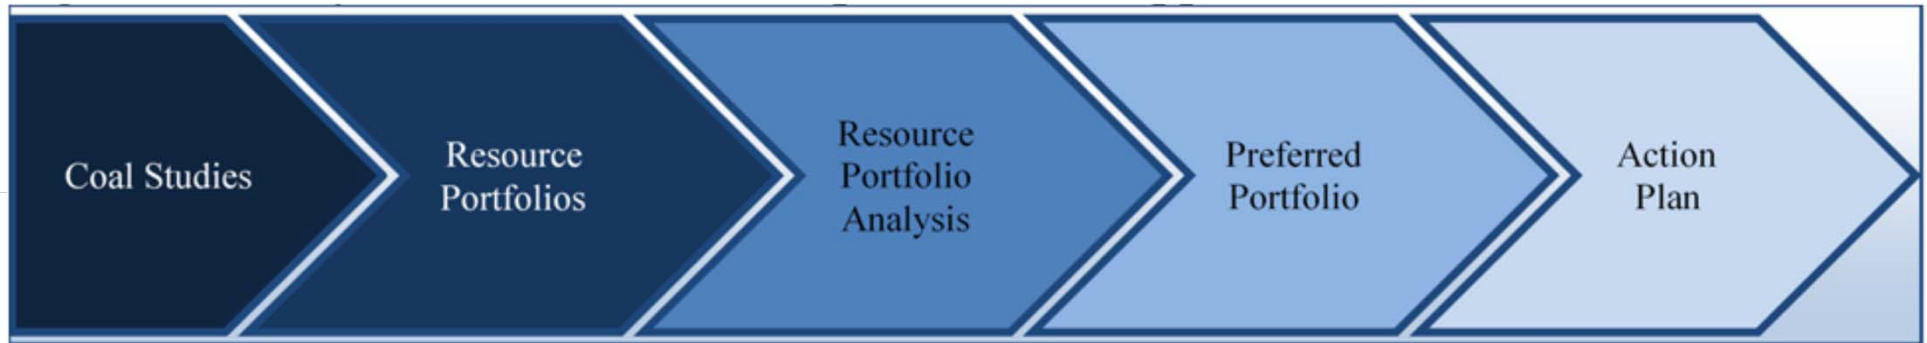 Coal Studies
Resource
Portfolios
Resource
Portfolio
Analysis
Preferred
Portfolio
Action
Plan